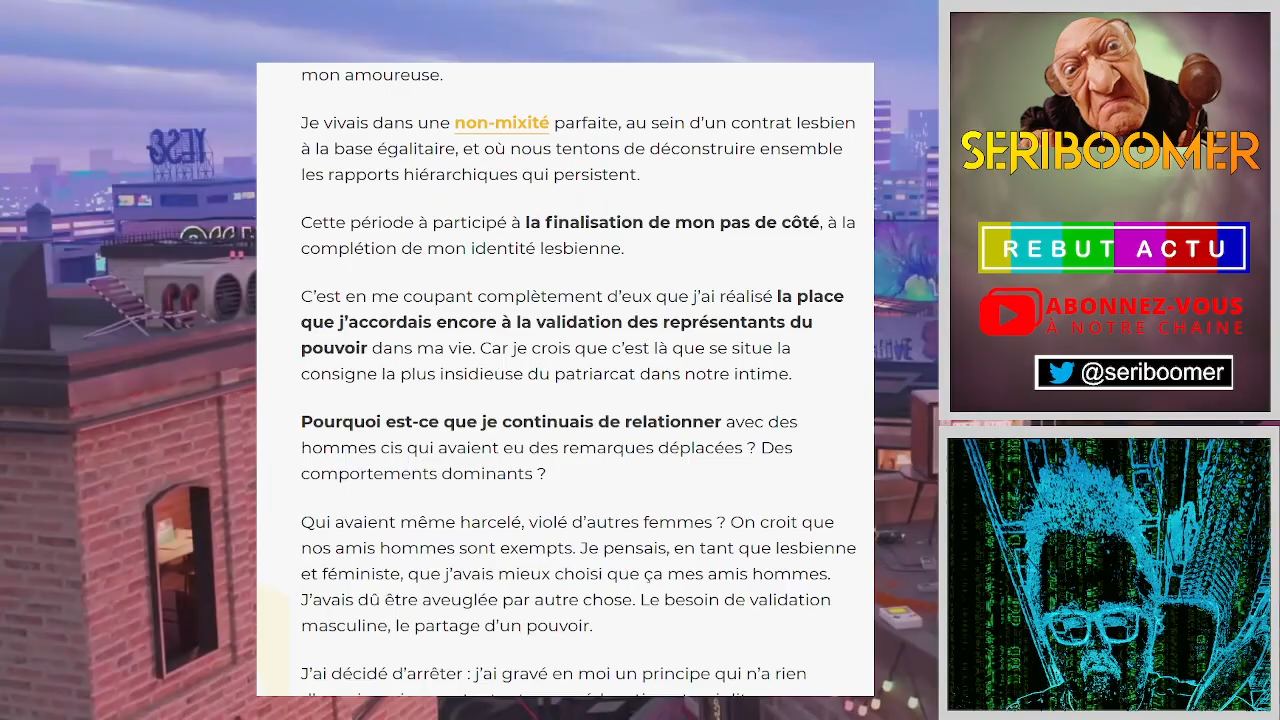 mon amoureuse.
Je vivais dans une non-mixité parfaite, au sein d'un contrat lesbien
à la base égalitaire, et où nous tentons de déconstruire ensemble
les rapports hiérarchiques qui persistent.
Cette période à participé à la finalisation de mon pas de côté, à la
complétion de mon identité lesbienne.
C'est en me coupant complètement d'eux que j'ai réalisé la place
que j'accordais encore à la validation des représentants du
pouvoir dans ma vie. Car je crois que c'est là que se situe la
consigne la plus insidieuse du patriarcat dans notre intime.
Pourquoi est-ce que je continuais de relationner avec des
hommes cis qui avaient eu des remarques déplacées ? Des
comportements dominants ?
Qui avaient même harcelé, violé d'autres femmes ? On croit que
nos amis hommes sont exempts. Je pensais, en tant que lesbienne
et féministe, que j'avais mieux choisi que ça mes amis hommes.
J'avais dû être aveuglée par autre chose. Le besoin de validation
masculine, le partage d'un pouvoir.
J'ai décidé d'arrêter : j'ai gravé en moi un principe qui n'a rien
SERIBOOMER
REBUT ACTU
ABONNEZ-VOUS
À NOTRE CHAINE
@seriboomer